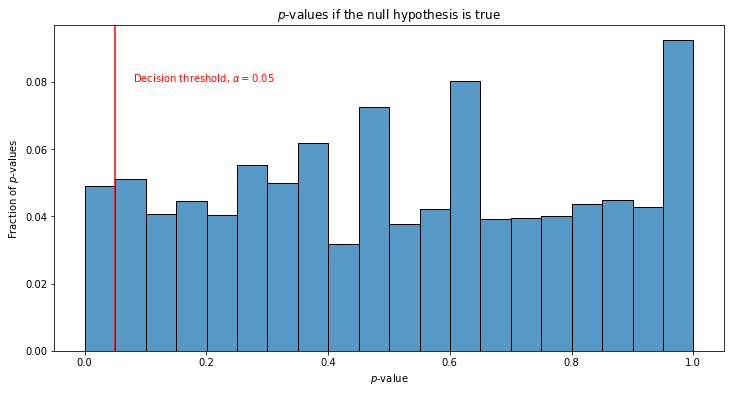 p-values if the null hypothesis is true
Decision threshold, α = 0.05
Fraction of p-values
0.08
0.06
0.04
0.02
0.00
0.0 0.2 0.4 0.6 0.8 1.0
p-value